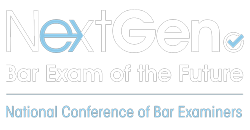 NextGen
Bar Exam of the Future
National Conference of Bar Examiners